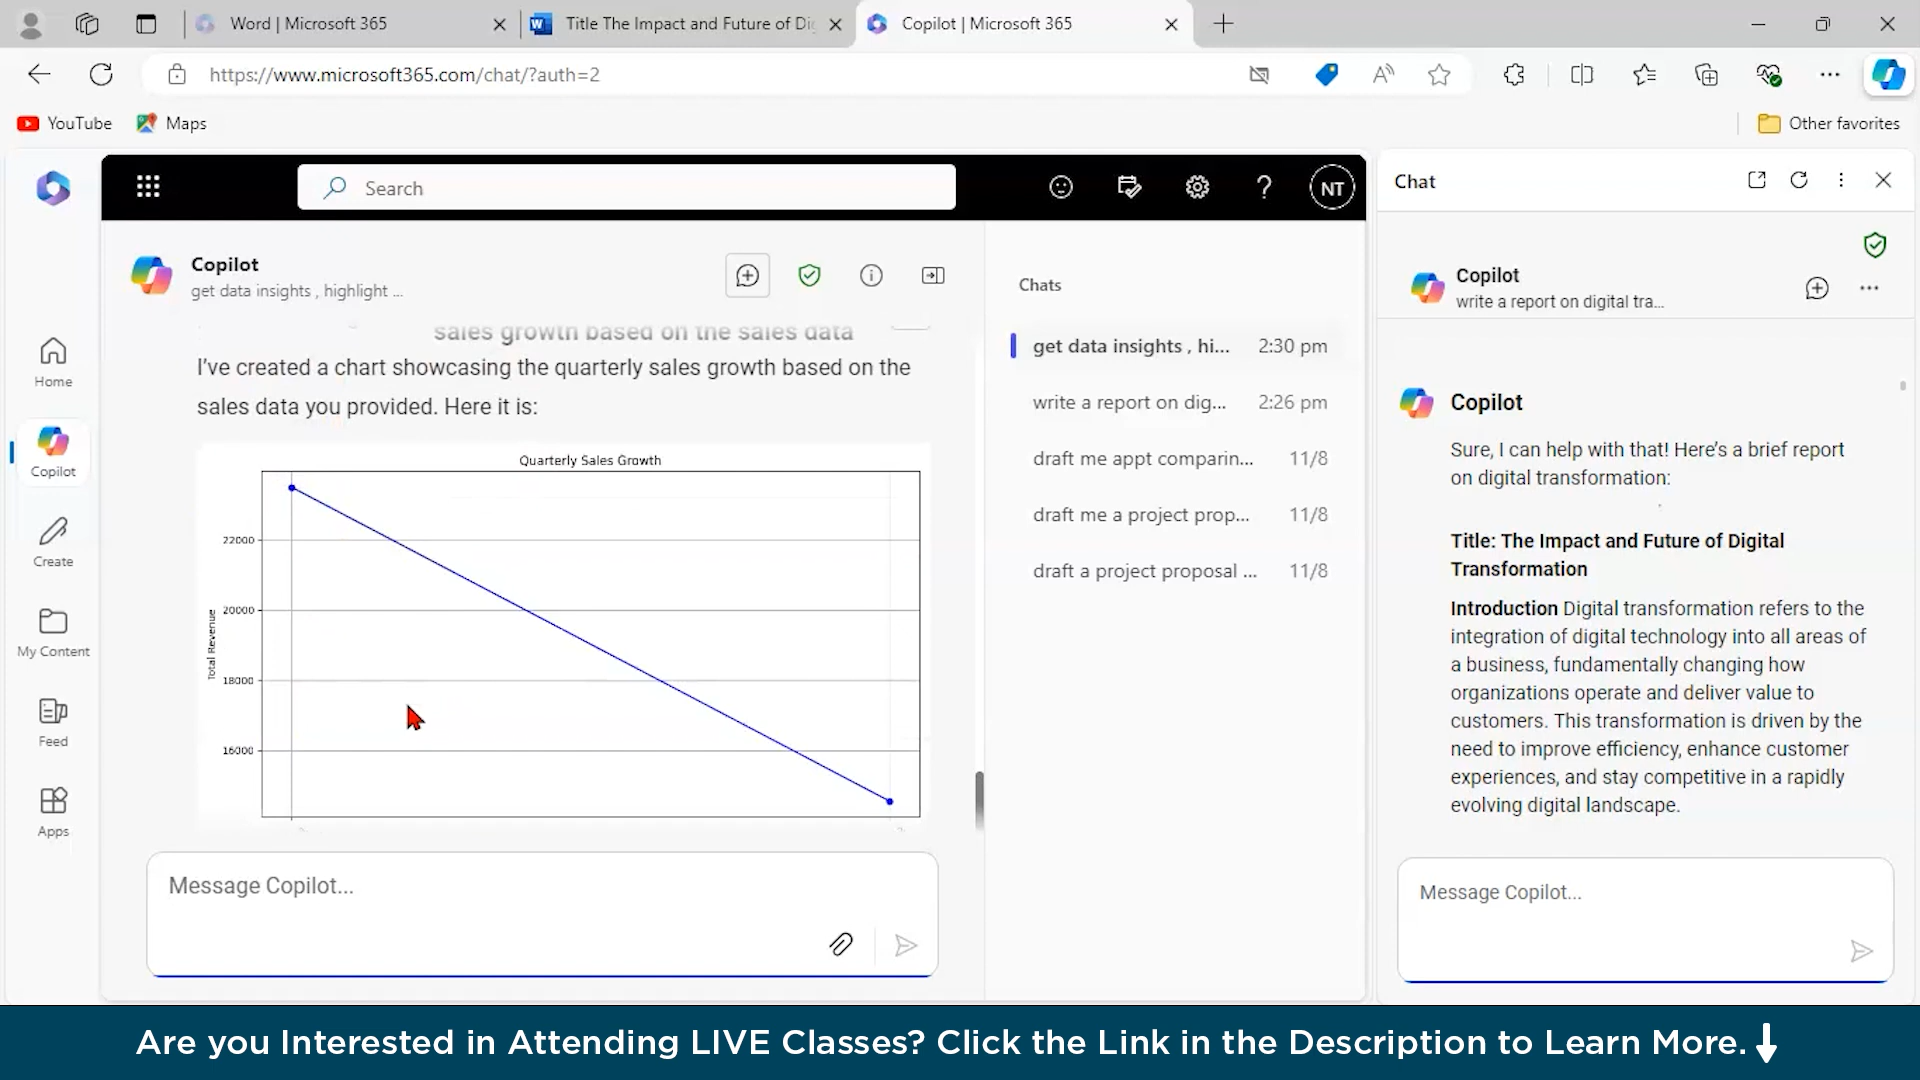 Word | Microsoft 365
Title The Impact and Future of Di
Copilot | Microsoft 365
https://www.microsoft365.com/chat/?auth=2
YouTube
Maps
Other favorites
Search
NT
Home
Copilot
Create
My Content
Feed
Apps
Copilot
get data insights , highlight ...
sales growth based on the sales data
I've created a chart showcasing the quarterly sales growth based on the
sales data you provided. Here it is:
Quarterly Sales Growth
Total Revenue
22000
20000
18000
16000
Message Copilot...
Chats
get data insights , hi... 2:30 pm
write a report on dig... 2:26 pm
draft me appt comparin... 11/8
draft me a project prop... 11/8
draft a project proposal ... 11/8
Chat
Copilot
write a report on digital tra...
Copilot
Sure, I can help with that! Here's a brief report
on digital transformation:
Title: The Impact and Future of Digital
Transformation
Introduction Digital transformation refers to the
integration of digital technology into all areas of
a business, fundamentally changing how
organizations operate and deliver value to
customers. This transformation is driven by the
need to improve efficiency, enhance customer
experiences, and stay competitive in a rapidly
evolving digital landscape.
Message Copilot...
Are you Interested in Attending LIVE Classes? Click the Link in the Description to Learn More.